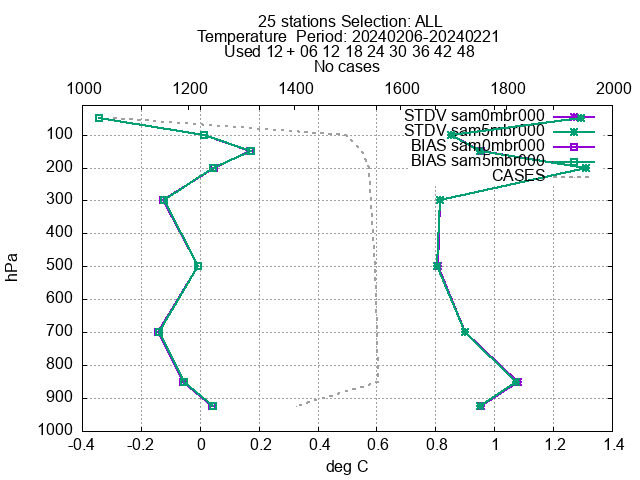 25 stations Selection: ALL
Temperature  Period: 20240206-20240221
Used 12 + 06 12 18 24 30 36 42 48
No cases
1000 1200 1400 1600 1800 2000
STDV sam0mbr000
STDV sam5mbr000
BIAS sam0mbr000
BIAS sam5mbr000
CASES
100
200
300
400
500
600
700
800
900
1000
hPa
-0.4 -0.2 0 0.2 0.4 0.6 0.8 1 1.2 1.4
deg C